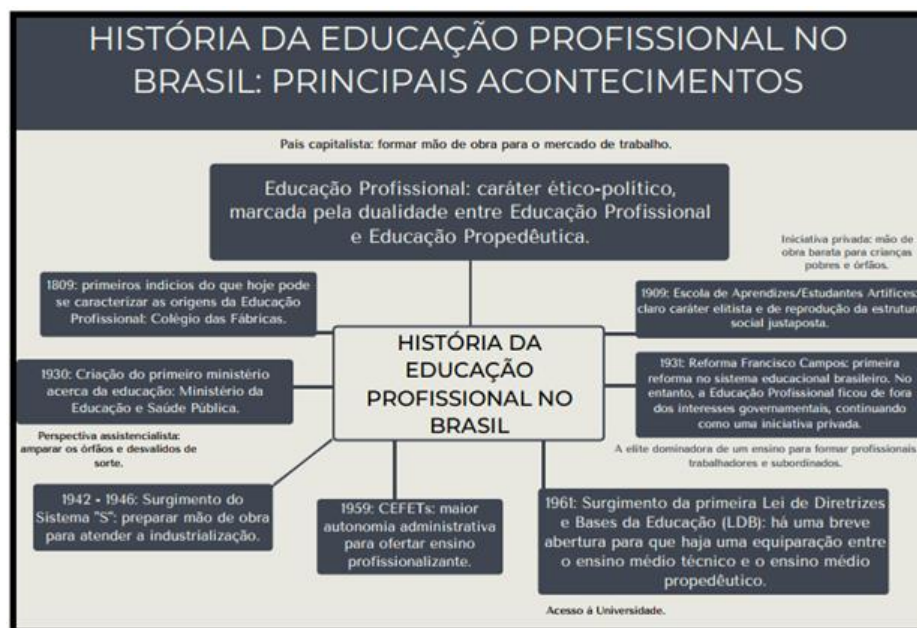 HISTÓRIA DA EDUCAÇÃO PROFISSIONAL NO
BRASIL: PRINCIPAIS ACONTECIMENTOS
País capitalista: formar mão de obra para o mercado de trabalho.
Educação Profissional: caráter ético-político,
marcada pela dualidade entre Educação Profissional
e Educação Propedêutica.
Iniciativa privada: mão de
obra barata para crianças
pobres e órfãos.
1809: primeiros indícios do que hoje pode
se caracterizar as origens da Educação
Profissional: Colégio das Fábricas.
1909: Escola de Aprendizes/Estudantes Artífices:
claro caráter elitista e de reprodução da estrutura
social justaposta.
HISTÓRIA DA
EDUCAÇÃO
PROFISSIONAL NO
BRASIL
1930: Criação do primeiro ministério
acerca da educação: Ministério da
Educação e Saúde Pública.
1931: Reforma Francisco Campos: primeira
reforma no sistema educacional brasileiro. No
entanto, a Educação Profissional ficou de fora
dos interesses governamentais, continuando
como uma iniciativa privada.
Perspectiva assistencialista:
amparar os órfãos e desvalidos de
sorte.
A elite dominadora de um ensino para formar profissionais
trabalhadores e subordinados.
1942 - 1946: Surgimento do
Sistema "S": preparar mão de obra
para atender a industrialização.
1959: CEFETs: maior
autonomia administrativa
para ofertar ensino
profissionalizante.
1961: Surgimento da primeira Lei de Diretrizes
e Bases da Educação (LDB): há uma breve
abertura para que haja uma equiparação entre
o ensino médio técnico e o ensino médio
propedêutico.
Acesso à Universidade.